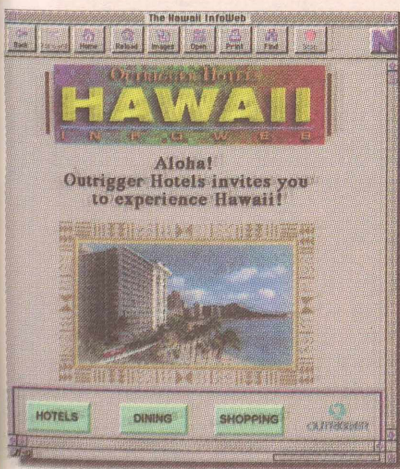 The Hawaii InfoWeb
Back Forward Home Reload Images Open Print Find Stop
N
OUTRIGGER HOTELS
HAWAII
INFOWEB
Aloha!
Outrigger Hotels invites you
to experience Hawaii!
HOTELS DINING SHOPPING OUTRIGGER